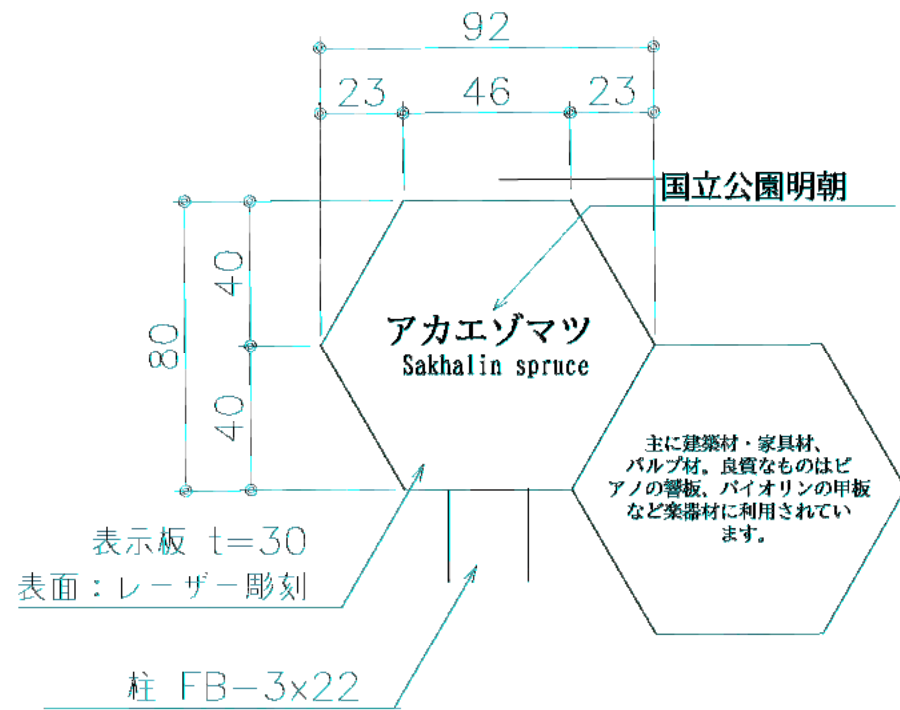 92
23 46 23
国立公園明朝
80
40
40
アカエゾマツ
Sakhalin spruce
主に建築材・家具材、
パルプ材。良質なものはピ
アノの響板、バイオリンの甲板
など楽器材に利用されてい
ます。
表示板 t=30
表面：レーザー彫刻
柱 FB-3x22